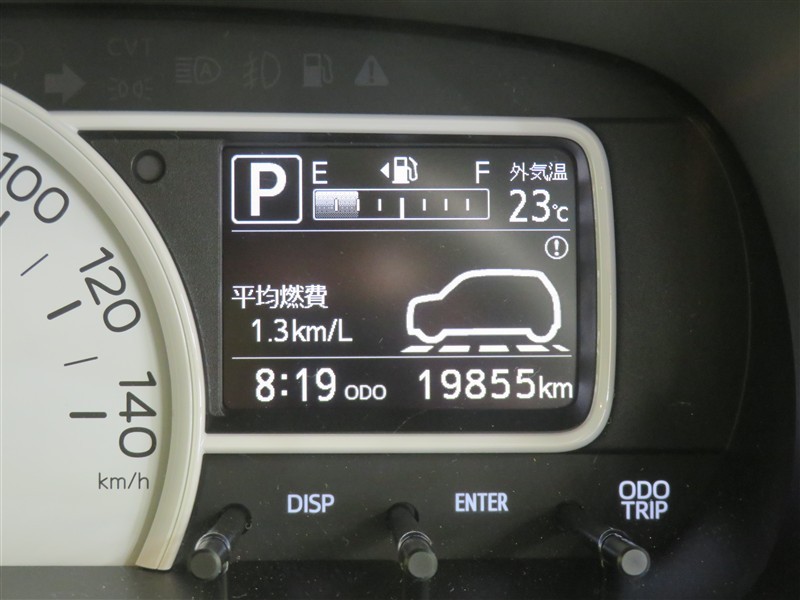 CVT
P E F 外気温
23℃
平均燃費
1.3km/L
8:19 ODO 19855km
100
120
140
km/h
DISP ENTER ODO
TRIP